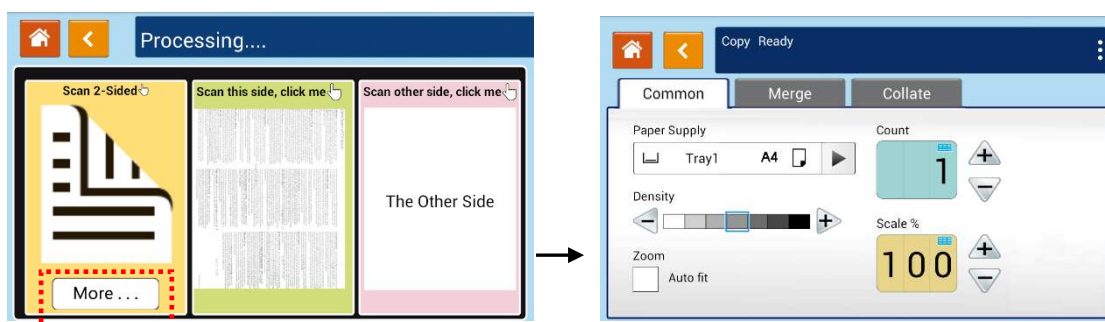 Processing....
Scan 2-Sided
Scan this side, click me
Scan other side, click me
The Other Side
More . . .
Copy Ready
Common
Merge
Collate
Paper Supply
Tray1 A4
Density
Zoom
Auto fit
Count
1
Scale %
100